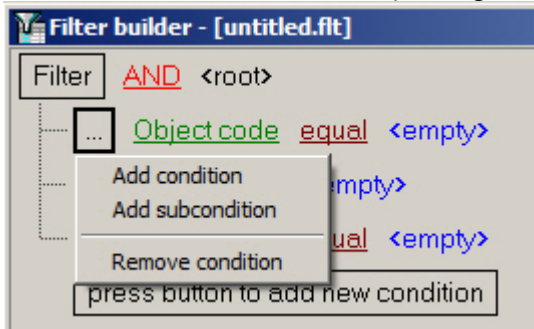 Filter builder - [untitled.flt]
Filter AND <root>
... Object code equal <empty>
Add condition
Add subcondition
Remove condition
mpty>
ual <empty>
press button to add new condition